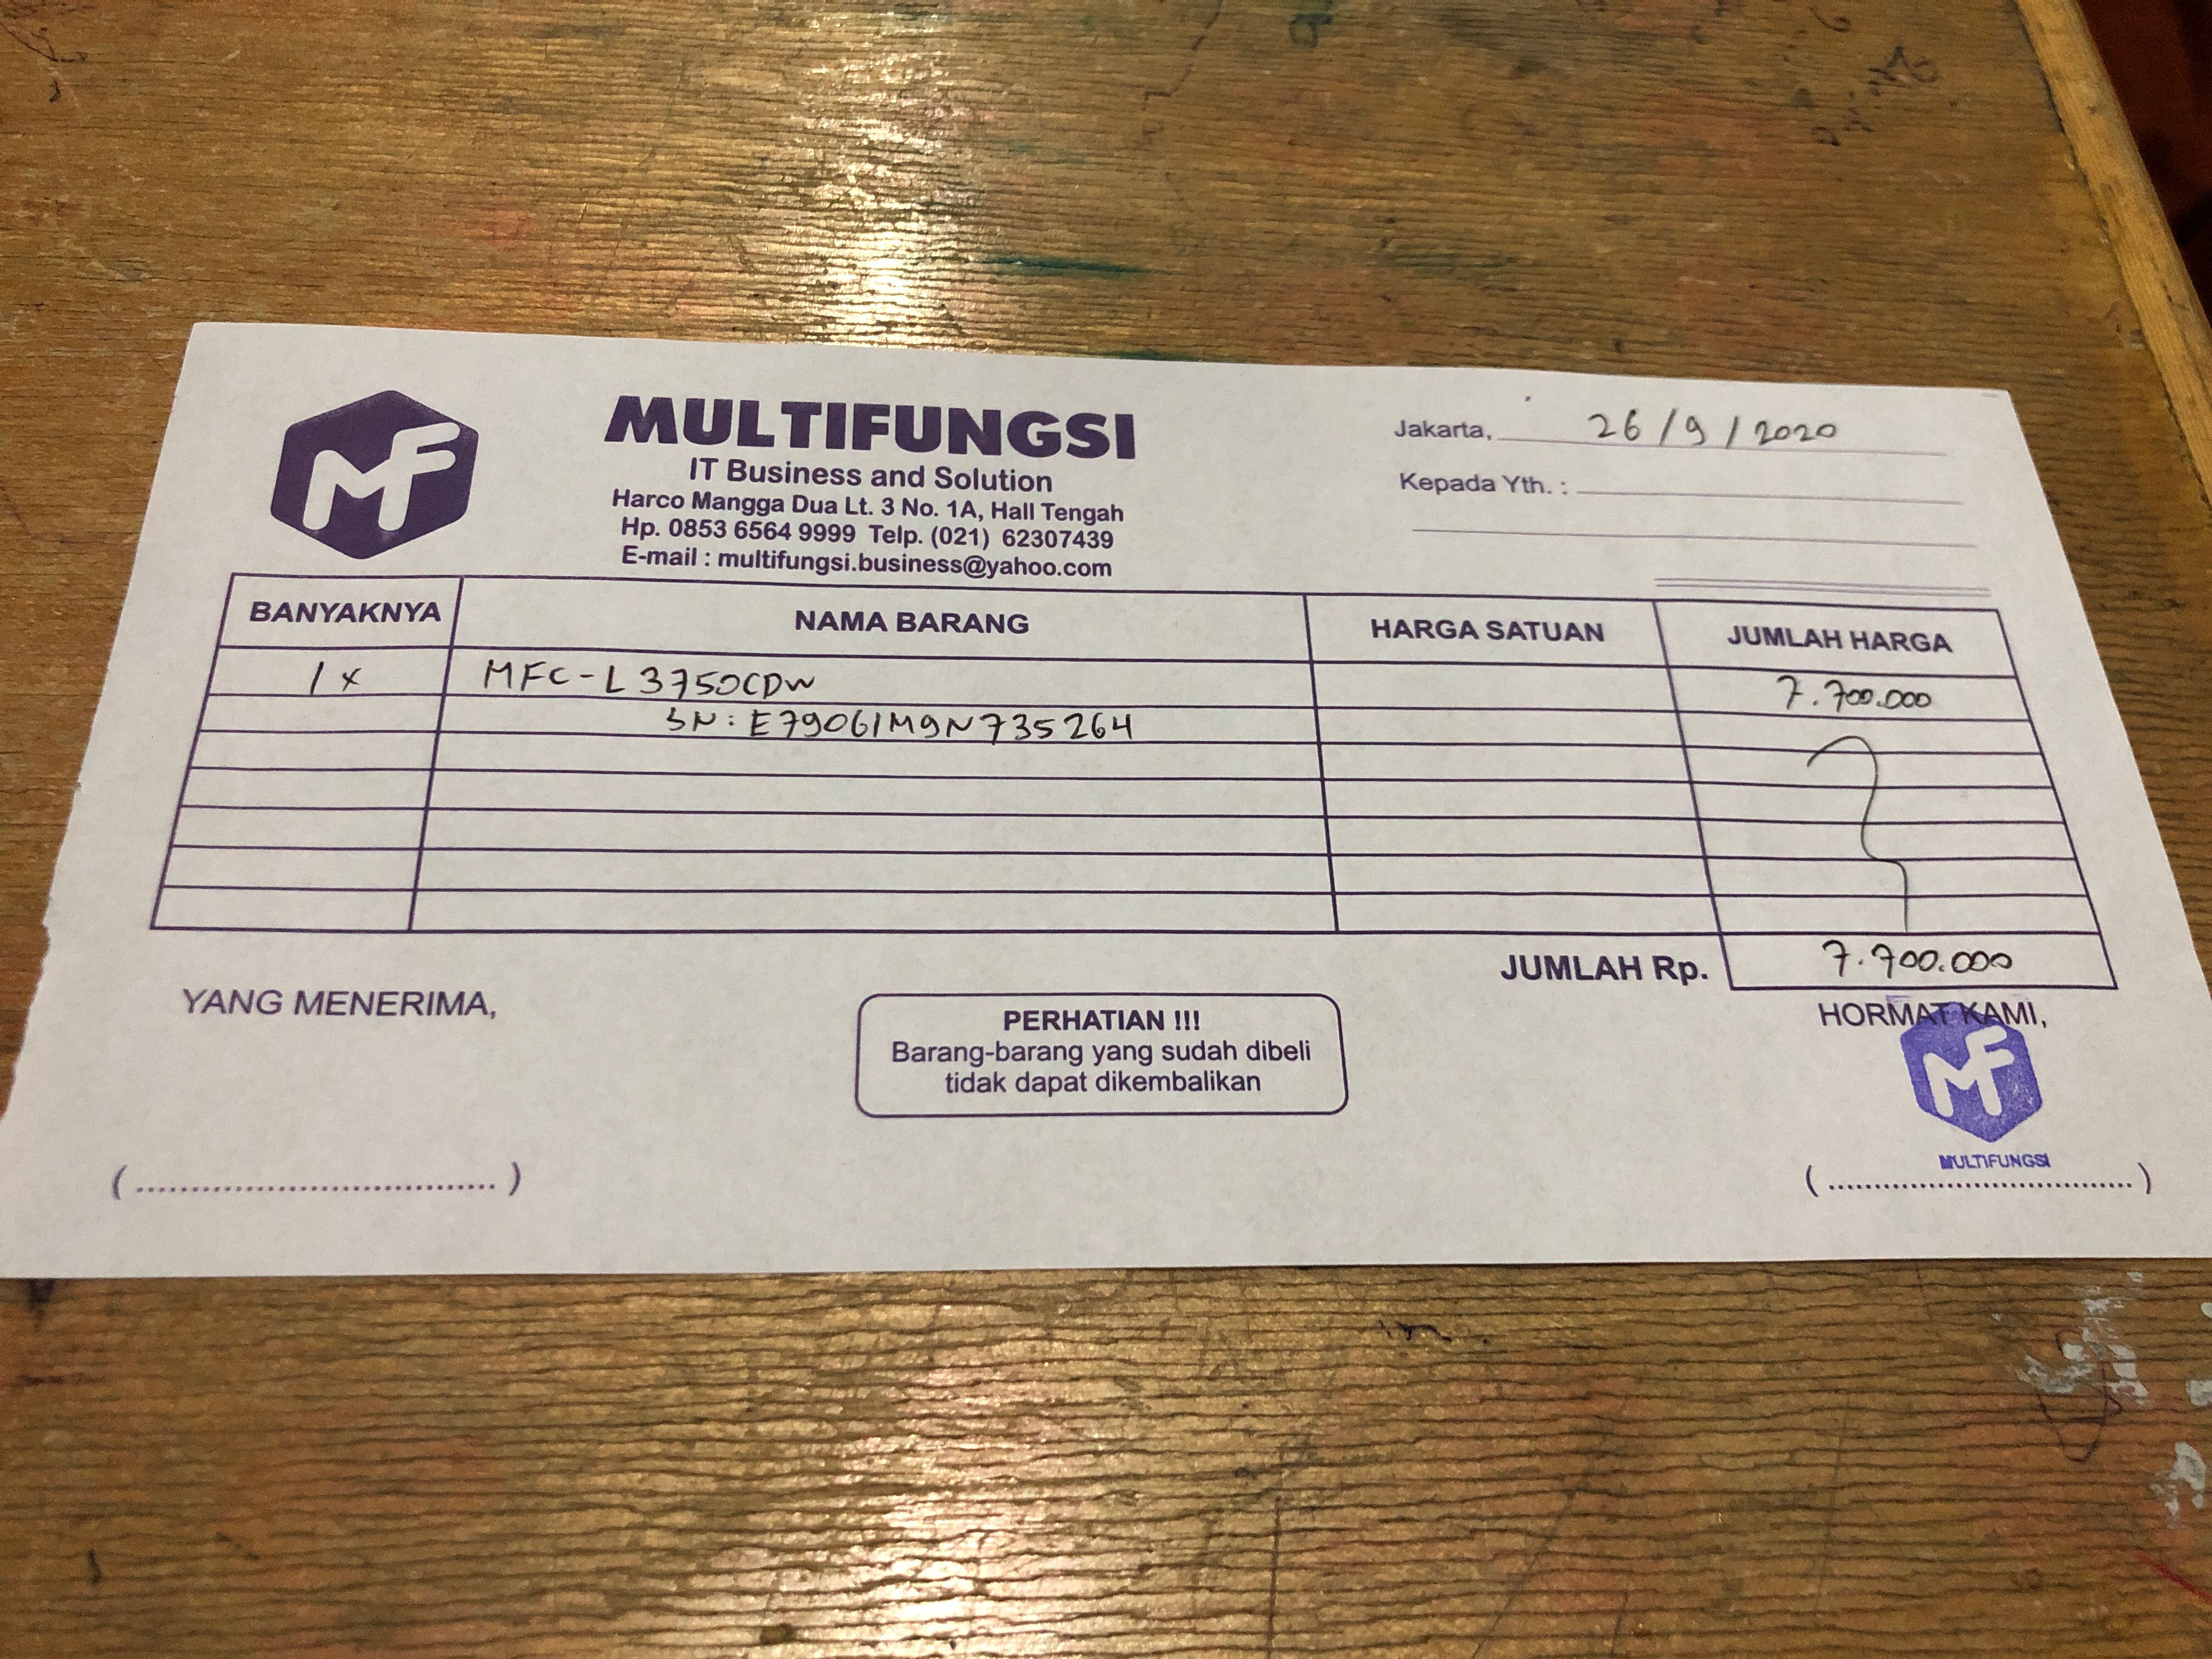 MF
MULTIFUNGSI
IT Business and Solution
Harco Mangga Dua Lt. 3 No. 1A, Hall Tengah
Hp. 0853 6564 9999 Telp. (021) 62307439
E-mail : multifungsi.business@yahoo.com
Jakarta, 26/9/2020
Kepada Yth. :
BANYAKNYA NAMA BARANG HARGA SATUAN JUMLAH HARGA
1x MFC-L3750CDW 7.700.000
SN: E79061M9N735264
JUMLAH Rp. 7.700.000
YANG MENERIMA,
PERHATIAN !!!
Barang-barang yang sudah dibeli
tidak dapat dikembalikan
HORMAT KAMI,
MF
MULTIFUNGSI
(..................................)
(..................................)